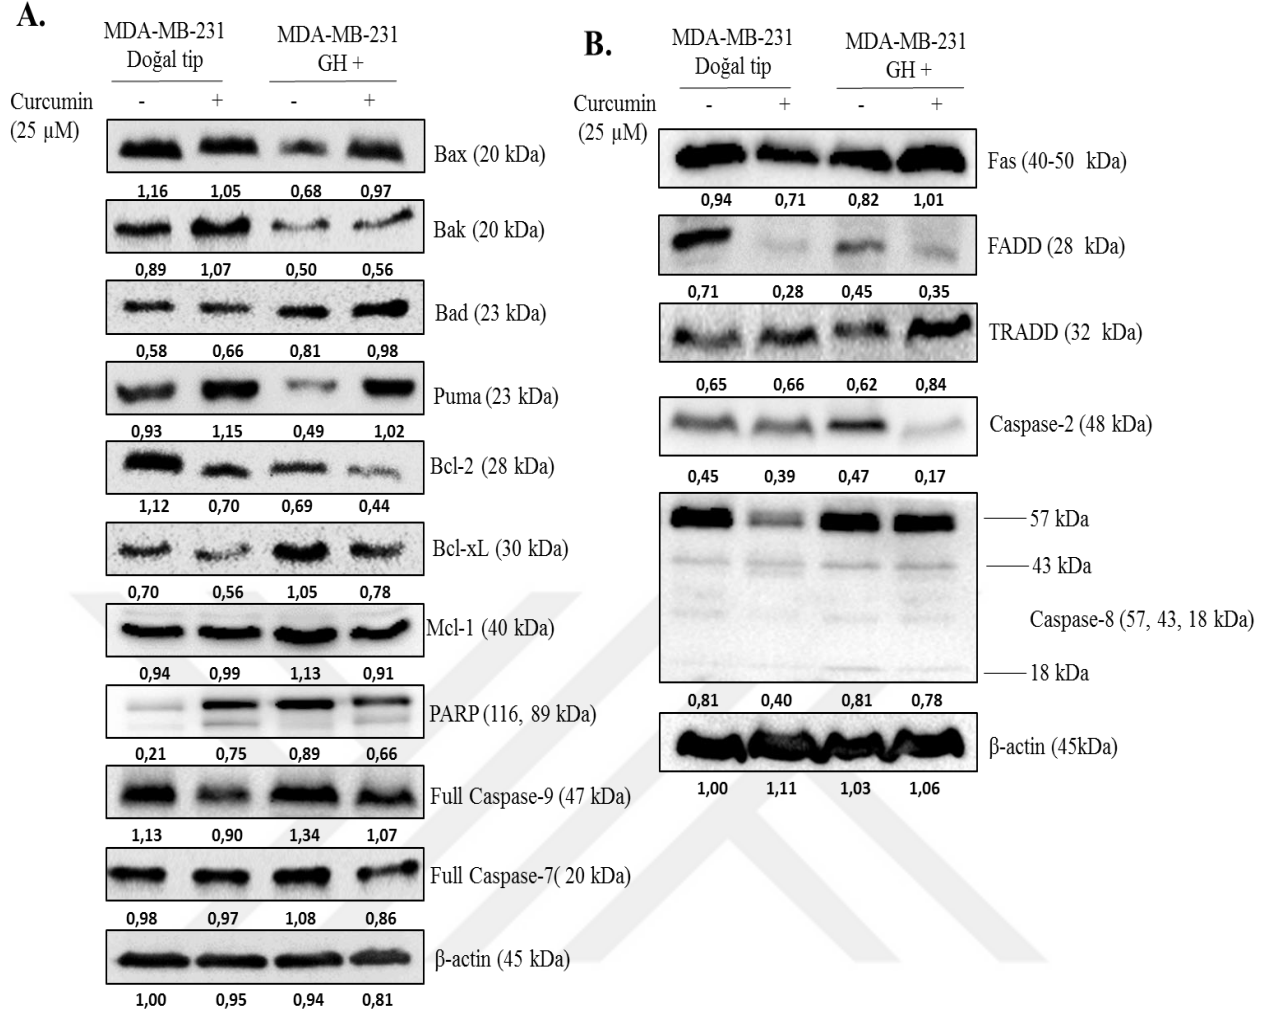 A.
MDA-MB-231
Doğal tip
MDA-MB-231
GH +
Curcumin
(25 µM)
- + - +
Bax (20 kDa)
1,16 1,05 0,68 0,97
Bak (20 kDa)
0,89 1,07 0,50 0,56
Bad (23 kDa)
0,58 0,66 0,81 0,98
Puma (23 kDa)
0,93 1,15 0,49 1,02
Bcl-2 (28 kDa)
1,12 0,70 0,69 0,44
Bcl-xL (30 kDa)
0,70 0,56 1,05 0,78
Mcl-1 (40 kDa)
0,94 0,99 1,13 0,91
PARP (116, 89 kDa)
0,21 0,75 0,89 0,66
Full Caspase-9 (47 kDa)
1,13 0,90 1,34 1,07
Full Caspase-7( 20 kDa)
0,98 0,97 1,08 0,86
β-actin (45 kDa)
1,00 0,95 0,94 0,81
B.
MDA-MB-231
Doğal tip
MDA-MB-231
GH +
Curcumin
(25 µM)
- + - +
Fas (40-50 kDa)
0,94 0,71 0,82 1,01
FADD (28 kDa)
0,71 0,28 0,45 0,35
TRADD (32 kDa)
0,65 0,66 0,62 0,84
Caspase-2 (48 kDa)
0,45 0,39 0,47 0,17
57 kDa
43 kDa
Caspase-8 (57, 43, 18 kDa)
18 kDa
0,81 0,40 0,81 0,78
β-actin (45kDa)
1,00 1,11 1,03 1,06